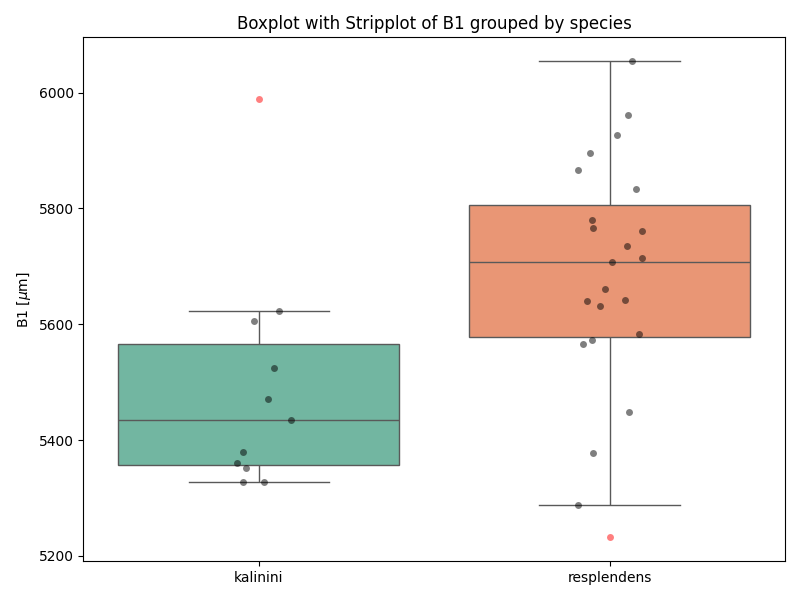 Boxplot with Stripplot of B1 grouped by species
B1 [μm]
6000
5800
5600
5400
5200
kalinini
resplendens